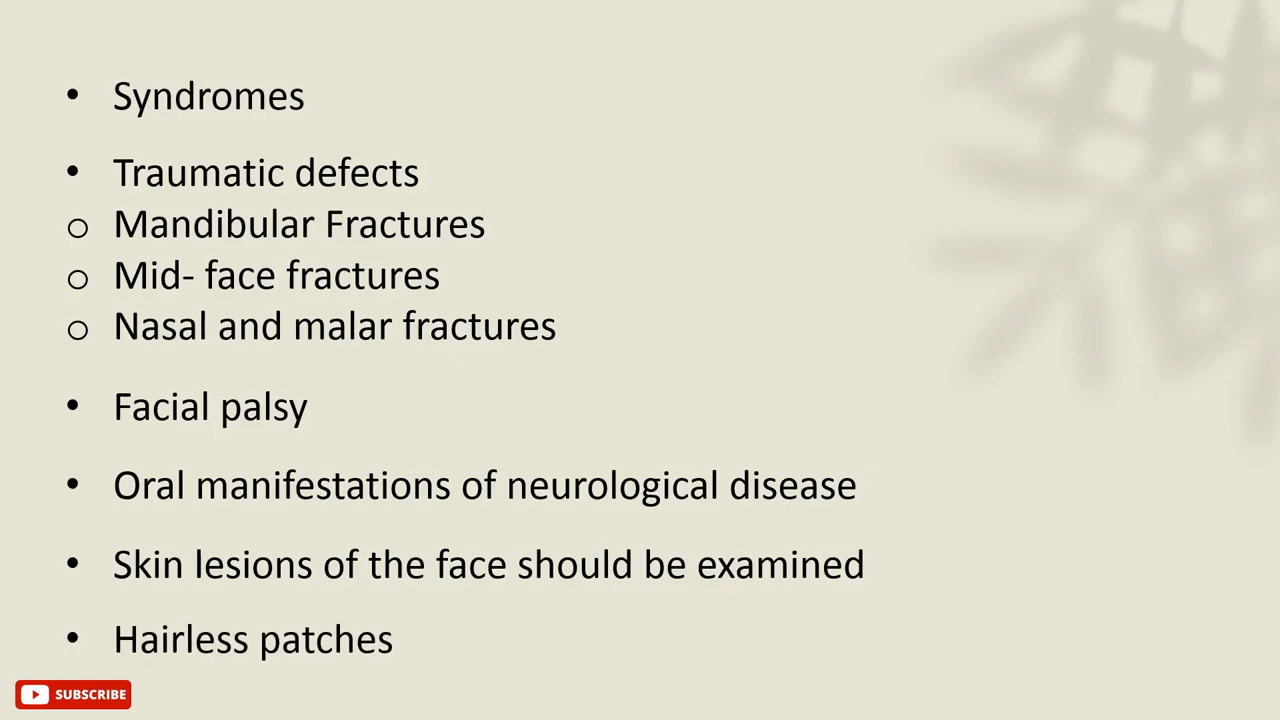 • Syndromes
• Traumatic defects
o Mandibular Fractures
o Mid- face fractures
o Nasal and malar fractures
• Facial palsy
• Oral manifestations of neurological disease
• Skin lesions of the face should be examined
• Hairless patches
SUBSCRIBE